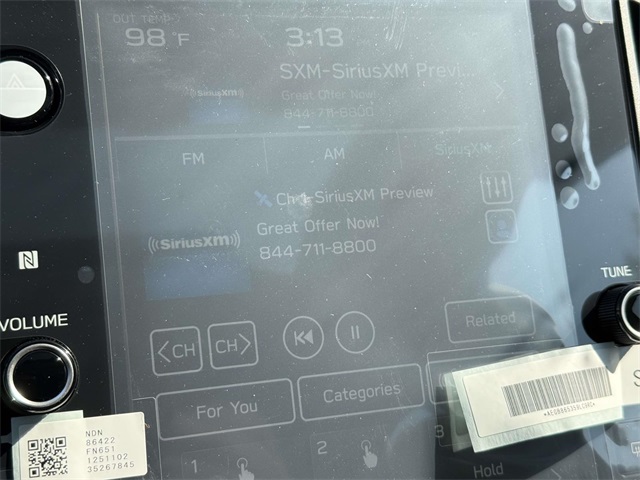 OUT TEMP
98 °F
3:13
SXM-SiriusXM Previ...
SiriusXM
Great Offer Now!
844-711-8800
FM
AM
SiriusXM
Ch 1-SiriusXM Preview
Great Offer Now!
((SiriusXM))
844-711-8800
N
TUNE
VOLUME
<CH
CH>
Related
For You
Categories
NDN
86422
FN651
1251102
35267845
1
2
3
Hold
S